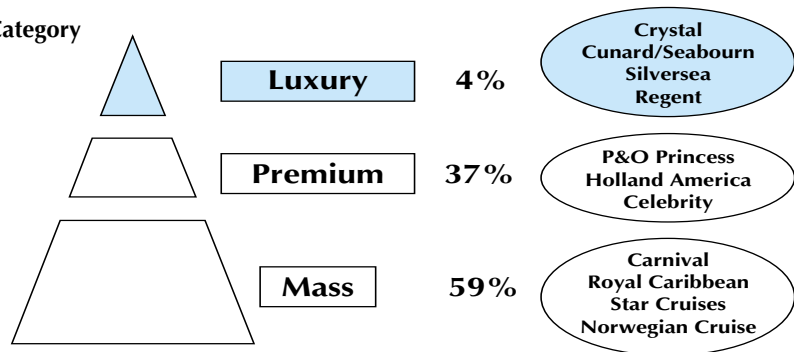 Category
Luxury
4%
Crystal
Cunard/Seabourn
Silversea
Regent
Premium
37%
P&O Princess
Holland America
Celebrity
Mass
59%
Carnival
Royal Caribbean
Star Cruises
Norwegian Cruise